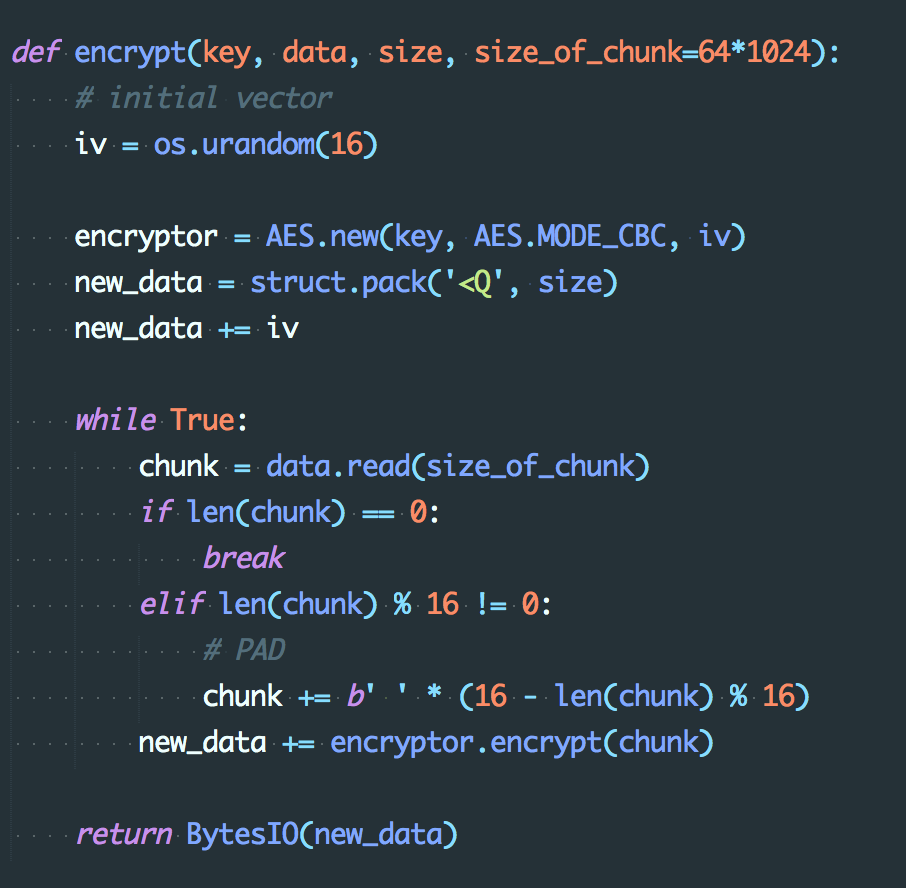 def encrypt(key, data, size, size_of_chunk=64*1024):
    # initial vector
    iv = os.urandom(16)

    encryptor = AES.new(key, AES.MODE_CBC, iv)
    new_data = struct.pack('<Q', size)
    new_data += iv

    while True:
        chunk = data.read(size_of_chunk)
        if len(chunk) == 0:
            break
        elif len(chunk) % 16 != 0:
            # PAD
            chunk += b' ' * (16 - len(chunk) % 16)
        new_data += encryptor.encrypt(chunk)

    return BytesIO(new_data)